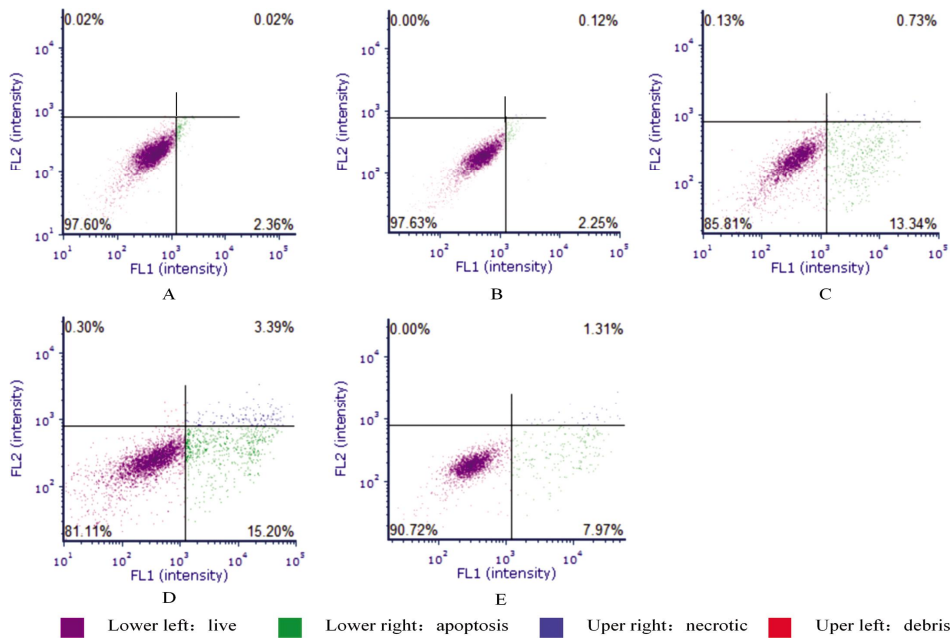 0.02% 0.02%
10^4
10^3
10^2
10^1
FL2 (intensity)
97.60% 2.36%
10^1 10^2 10^3 10^4 10^5
FL1 (intensity)
A
0.00% 0.12%
10^4
10^3
10^2
FL2 (intensity)
97.63% 2.25%
10^2 10^3 10^4 10^5
FL1 (intensity)
B
0.13% 0.73%
10^4
10^3
10^2
FL2 (intensity)
85.81% 13.34%
10^1 10^2 10^3 10^4 10^5
FL1 (intensity)
C
0.30% 3.39%
10^4
10^3
10^2
FL2 (intensity)
81.11% 15.20%
10^1 10^2 10^3 10^4 10^5
FL1 (intensity)
D
0.00% 1.31%
10^4
10^3
10^2
FL2 (intensity)
90.72% 7.97%
10^2 10^3 10^4
FL1 (intensity)
E
Lower left: live Lower right: apoptosis Uper right: necrotic Uper left: debris